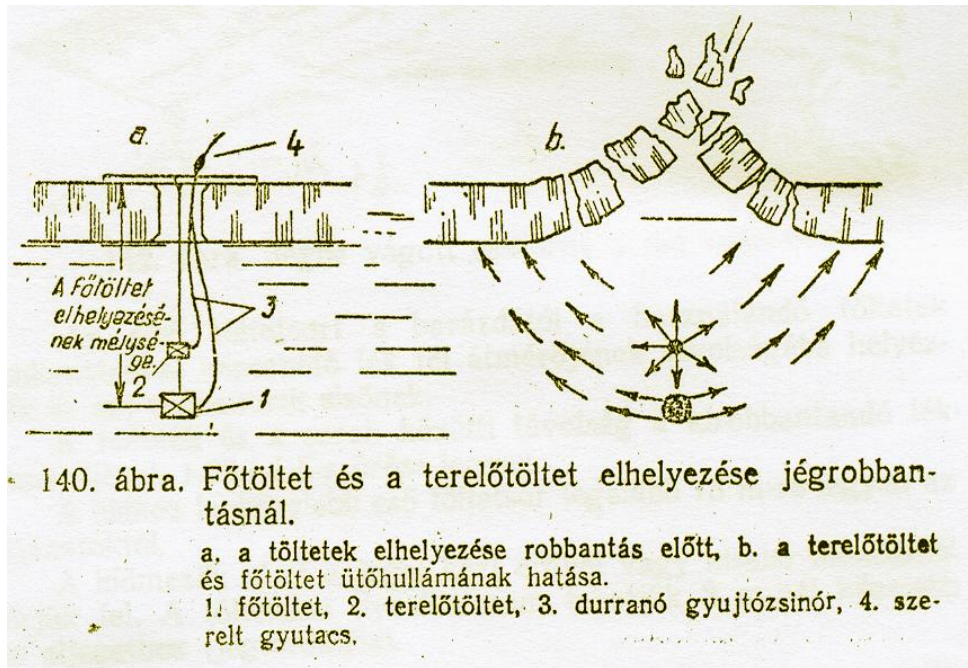 a.
b.
4
A Főtöltet
elhelyezésé-
nek mélysé-
ge.
3
2
1
140. ábra. Főtöltet és a terelőtöltet elhelyezése jégrobban-
tásnál.
a. a töltetek elhelyezése robbantás előtt, b. a terelőtöltet
és főtöltet ütőhullámának hatása.
1. főtöltet, 2. terelőtöltet, 3. durranó gyujtózsinór, 4. sze-
relt gyutacs.